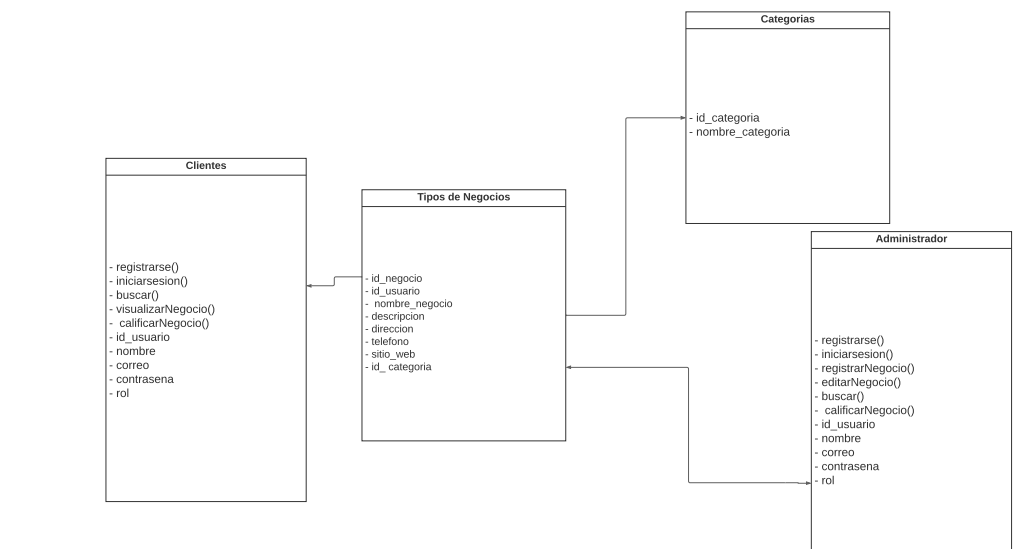 Categorias
- id_categoria
- nombre_categoria
Clientes
- registrarse()
- iniciarsesion()
- buscar()
- visualizarNegocio()
- calificarNegocio()
- id_usuario
- nombre
- correo
- contrasena
- rol
Tipos de Negocios
- id_negocio
- id_usuario
- nombre_negocio
- descripcion
- direccion
- telefono
- sitio_web
- id_ categoria
Administrador
- registrarse()
- iniciarsesion()
- registrarNegocio()
- editarNegocio()
- buscar()
- calificarNegocio()
- id_usuario
- nombre
- correo
- contrasena
- rol